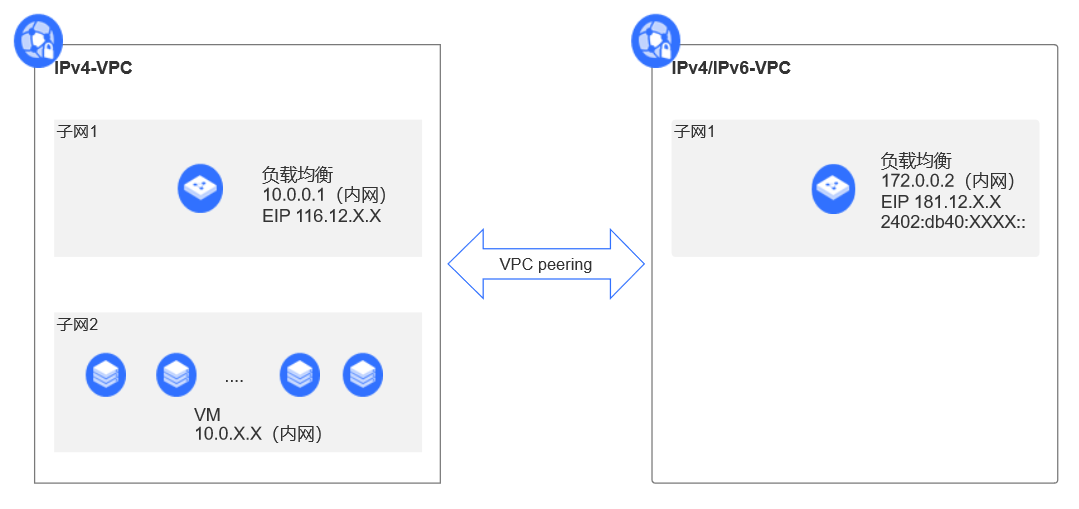 IPv4-VPC
子网1
负载均衡
10.0.0.1（内网）
EIP 116.12.X.X
子网2
....
VM
10.0.X.X（内网）
VPC peering
IPv4/IPv6-VPC
子网1
负载均衡
172.0.0.2（内网）
EIP 181.12.X.X
2402:db40:XXXX::